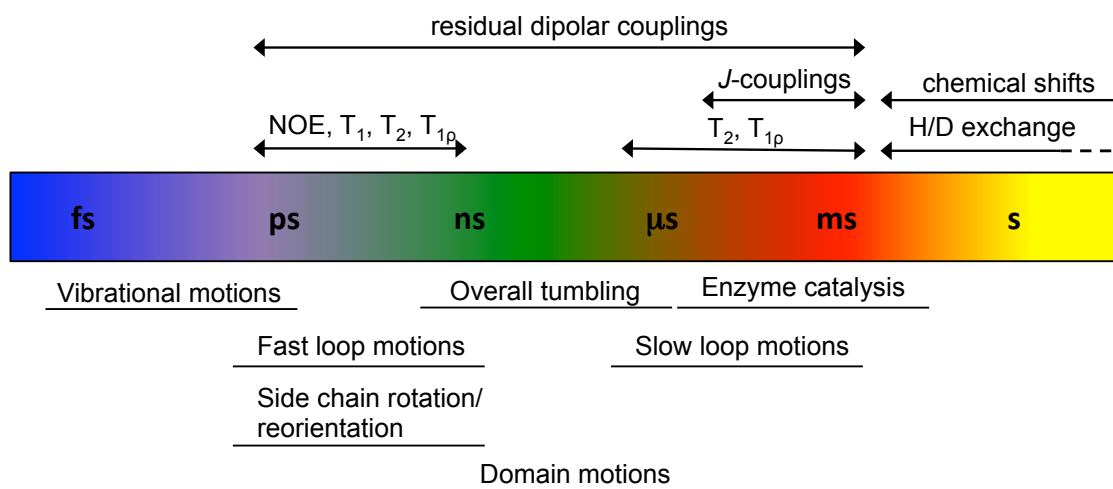 residual dipolar couplings
J-couplings
chemical shifts
NOE, T1, T2, T1ρ
T2, T1ρ
H/D exchange
fs ps ns μs ms s
Vibrational motions
Overall tumbling
Enzyme catalysis
Fast loop motions
Slow loop motions
Side chain rotation/
reorientation
Domain motions